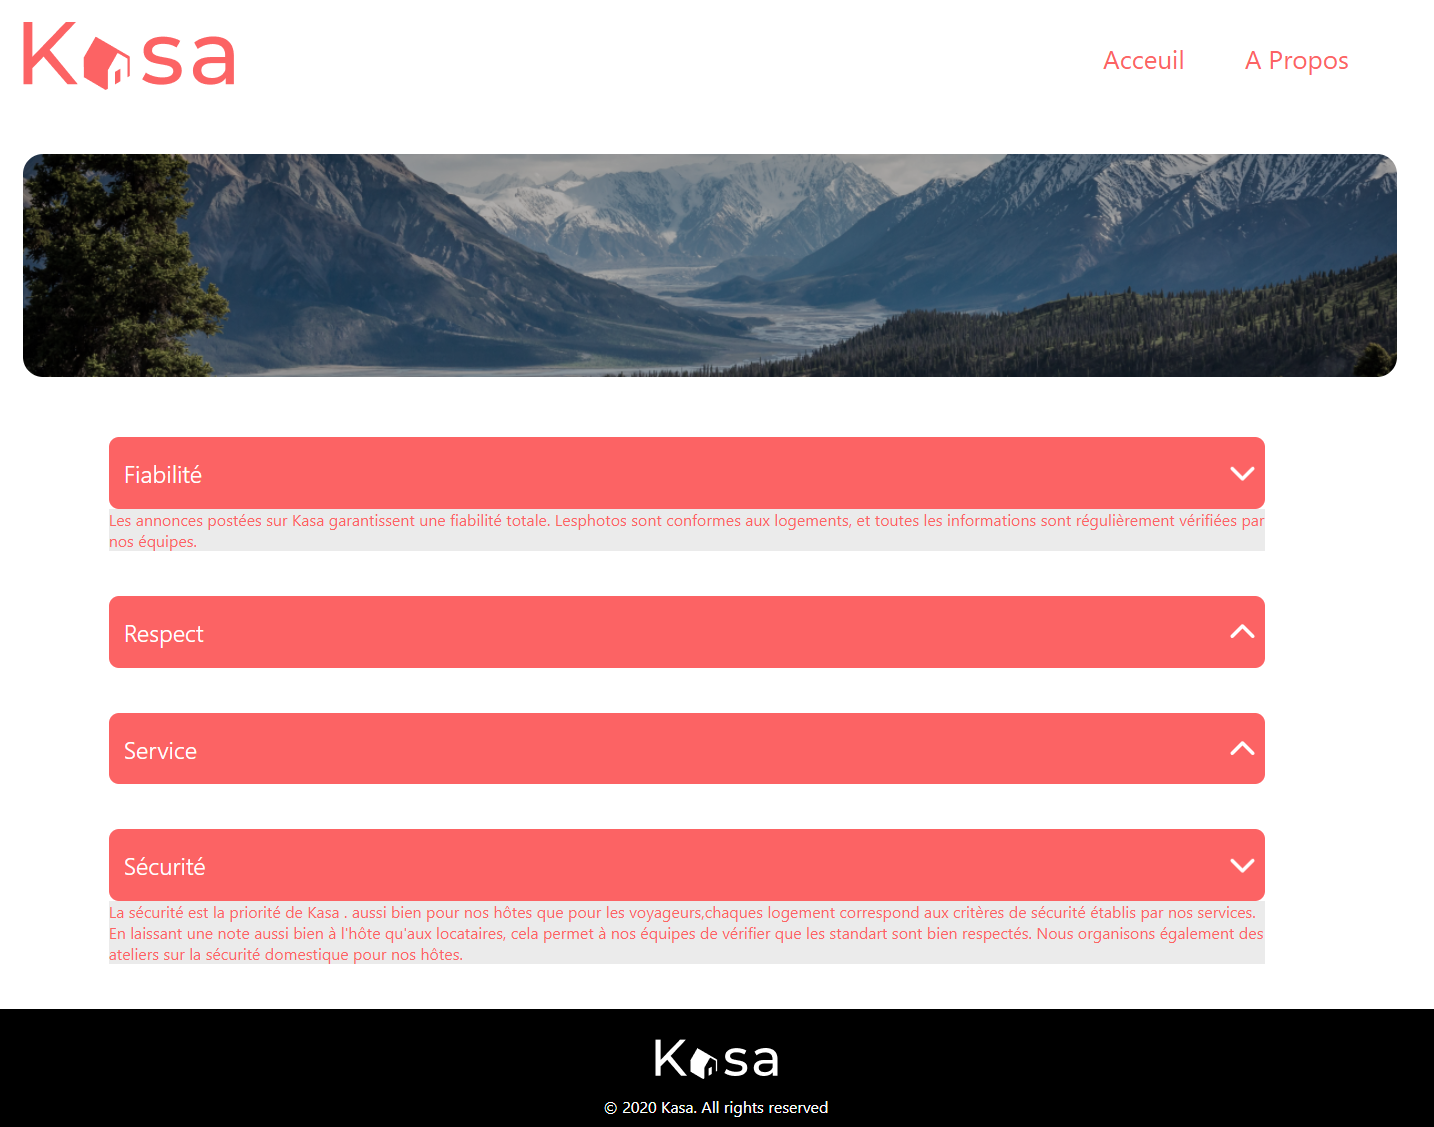 Kasa
Acceuil
A Propos
Fiabilité
Les annonces postées sur Kasa garantissent une fiabilité totale. Lesphotos sont conformes aux logements, et toutes les informations sont régulièrement vérifiées par
nos équipes.
Respect
Service
Sécurité
La sécurité est la priorité de Kasa . aussi bien pour nos hôtes que pour les voyageurs,chaques logement correspond aux critères de sécurité établis par nos services.
En laissant une note aussi bien à l'hôte qu'aux locataires, cela permet à nos équipes de vérifier que les standart sont bien respectés. Nous organisons également des
ateliers sur la sécurité domestique pour nos hôtes.
Kasa
© 2020 Kasa. All rights reserved